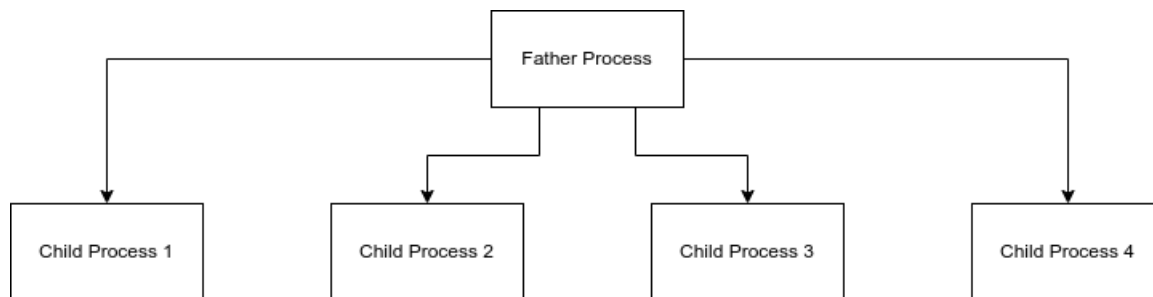 Father Process
Child Process 1
Child Process 2
Child Process 3
Child Process 4